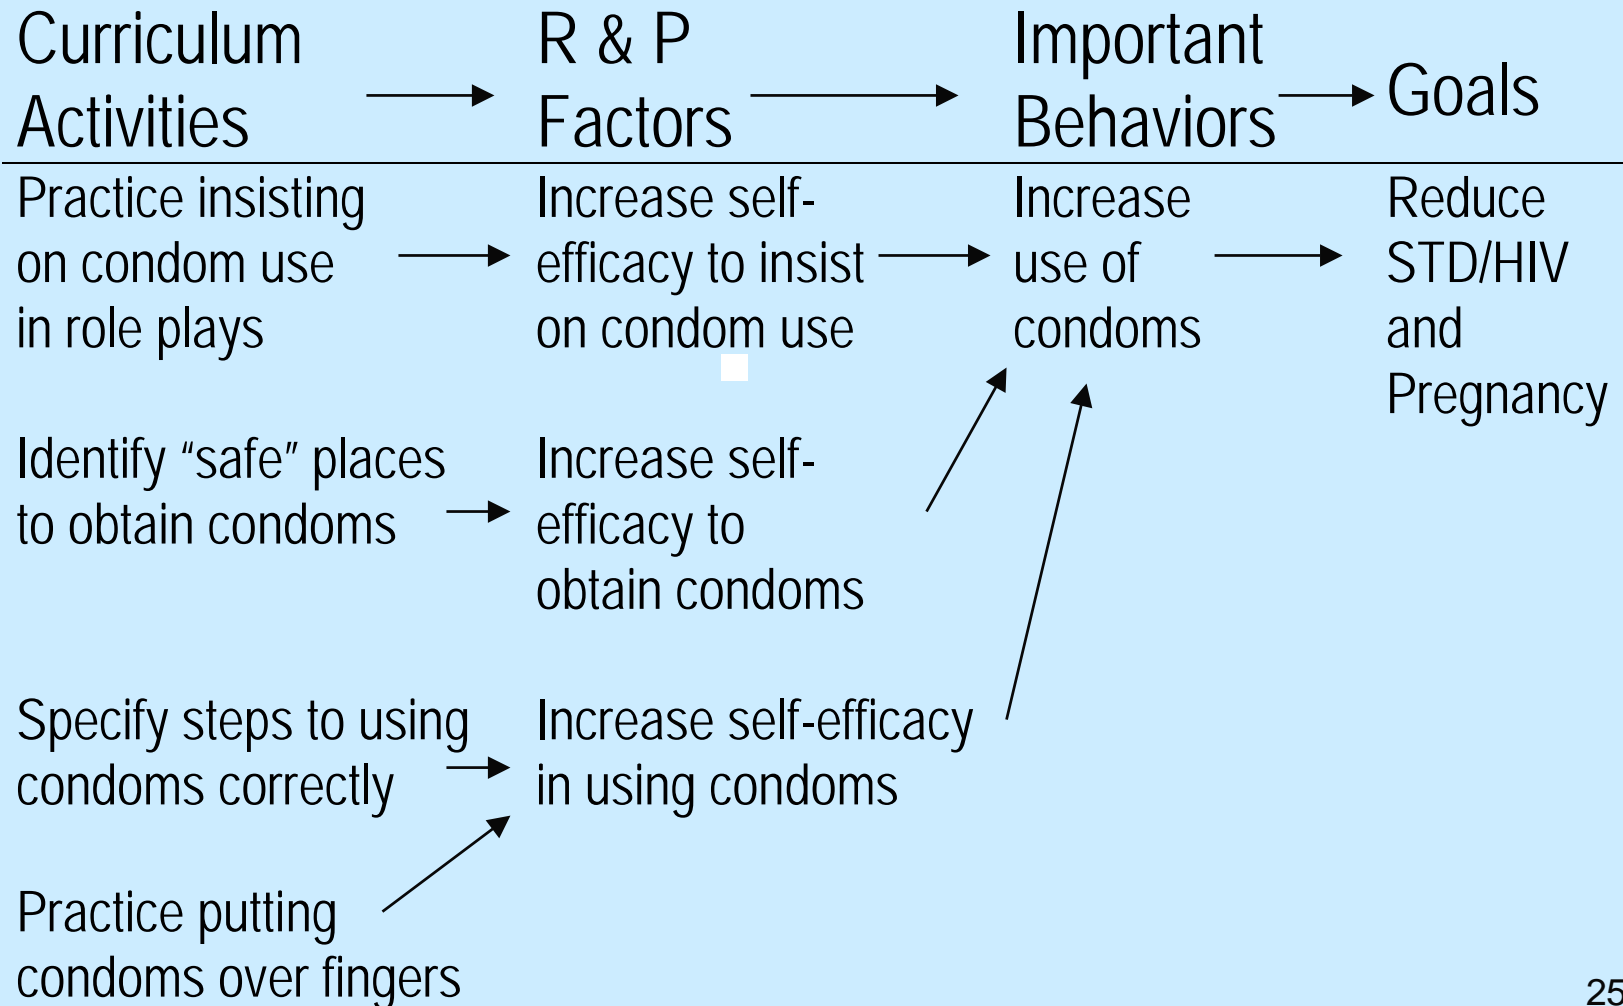 Curriculum
Activities
R & P
Factors
Important
Behaviors
Goals
Practice insisting
on condom use
in role plays
Increase self-
efficacy to insist
on condom use
Increase
use of
condoms
Reduce
STD/HIV
and
Pregnancy
Identify “safe” places
to obtain condoms
Increase self-
efficacy to
obtain condoms
Specify steps to using
condoms correctly
Increase self-efficacy
in using condoms
Practice putting
condoms over fingers
25